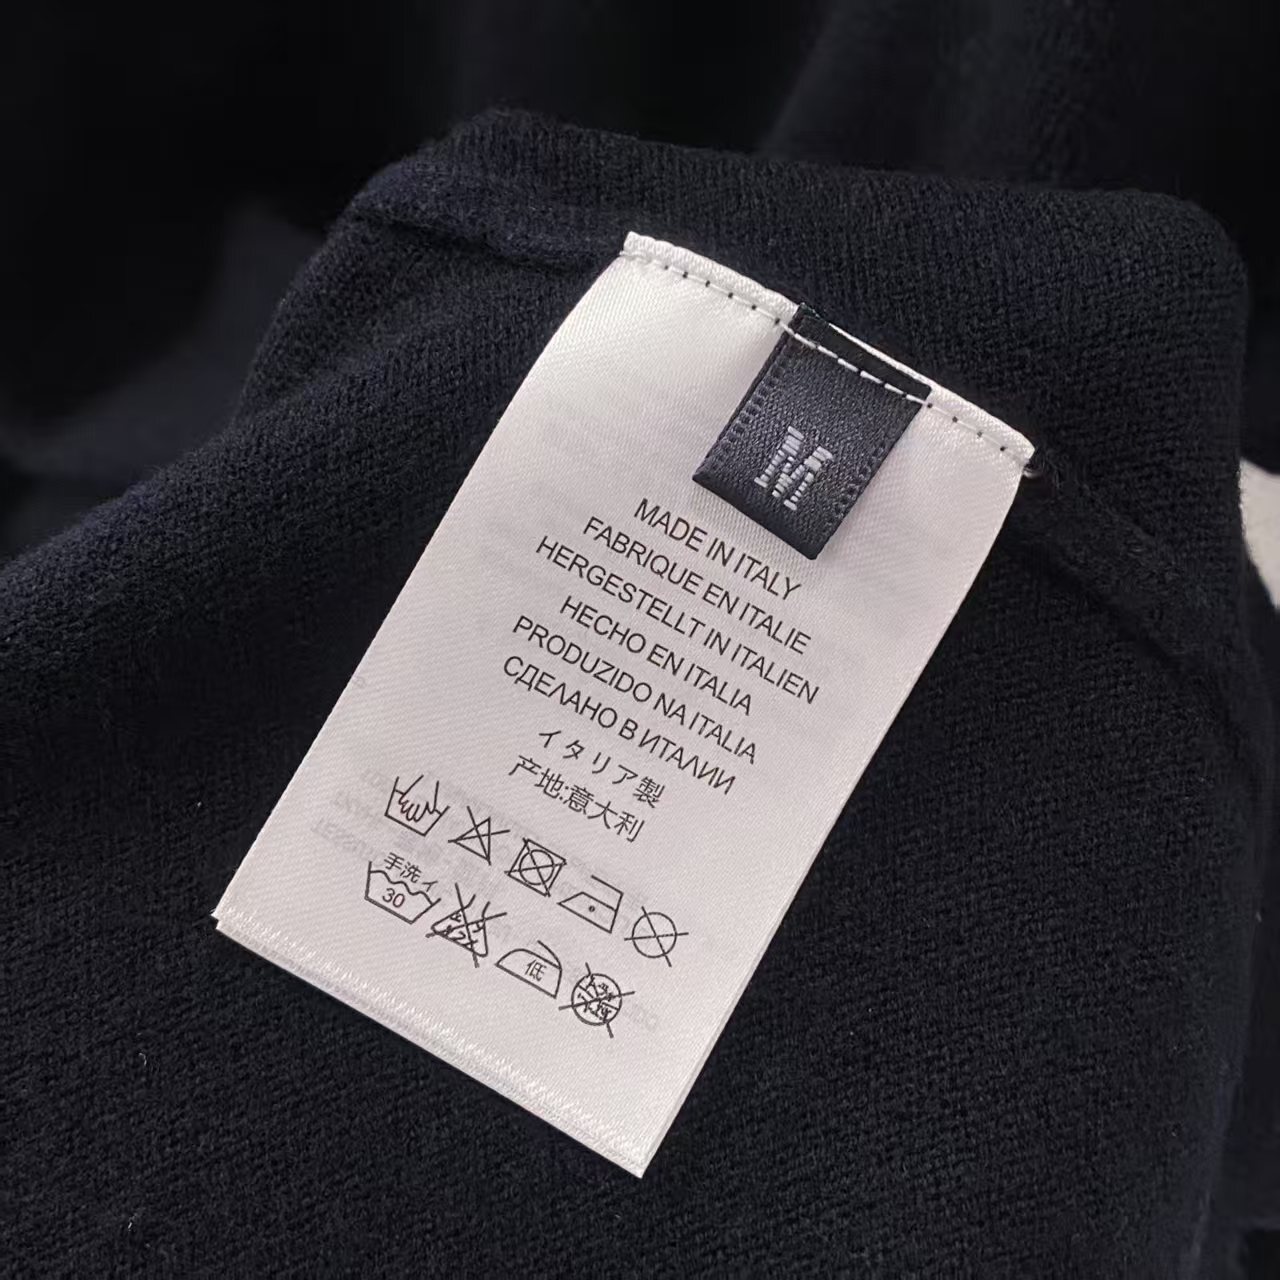 M
MADE IN ITALY
FABRIQUE EN ITALIE
HERGESTELLT IN ITALIEN
HECHO EN ITALIA
PRODUZIDO NA ITALIA
СДЕЛАНО В ИТАЛИИ
イタリア製
产地:意大利
手洗イ
30
低